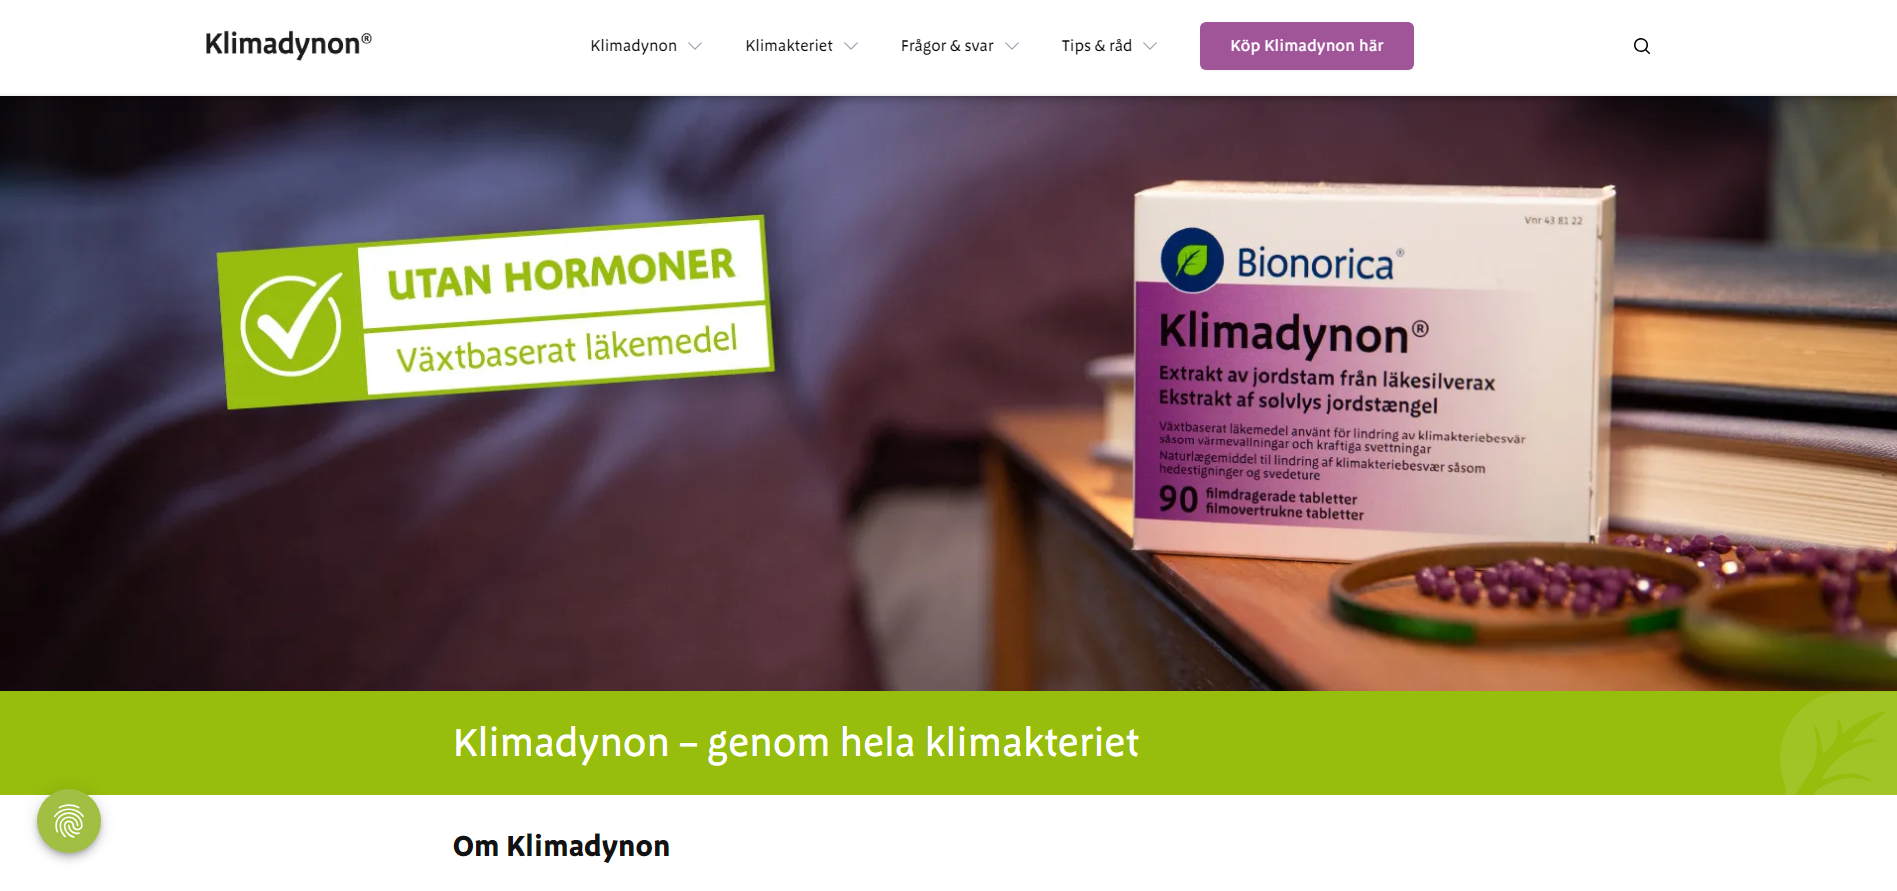 Klimadynon®
Klimadynon
Klimakteriet
Frågor & svar
Tips & råd
Köp Klimadynon här
UTAN HORMONER
Växtbaserat läkemedel
Vnr 43 81 22
Bionorica®
Klimadynon®
Extrakt av jordstam från läkesilverax
Ekstrakt af sølvlys jordstængel
Växtbaserat läkemedel använt för lindring av klimakteriebesvär
såsom värmevallningar och kraftiga svettningar
Naturlægemiddel til lindring af klimakteriebesvær såsom
hedestigninger og svedeture
90 filmdragerade tabletter
filmovertrukne tabletter
Klimadynon – genom hela klimakteriet
Om Klimadynon